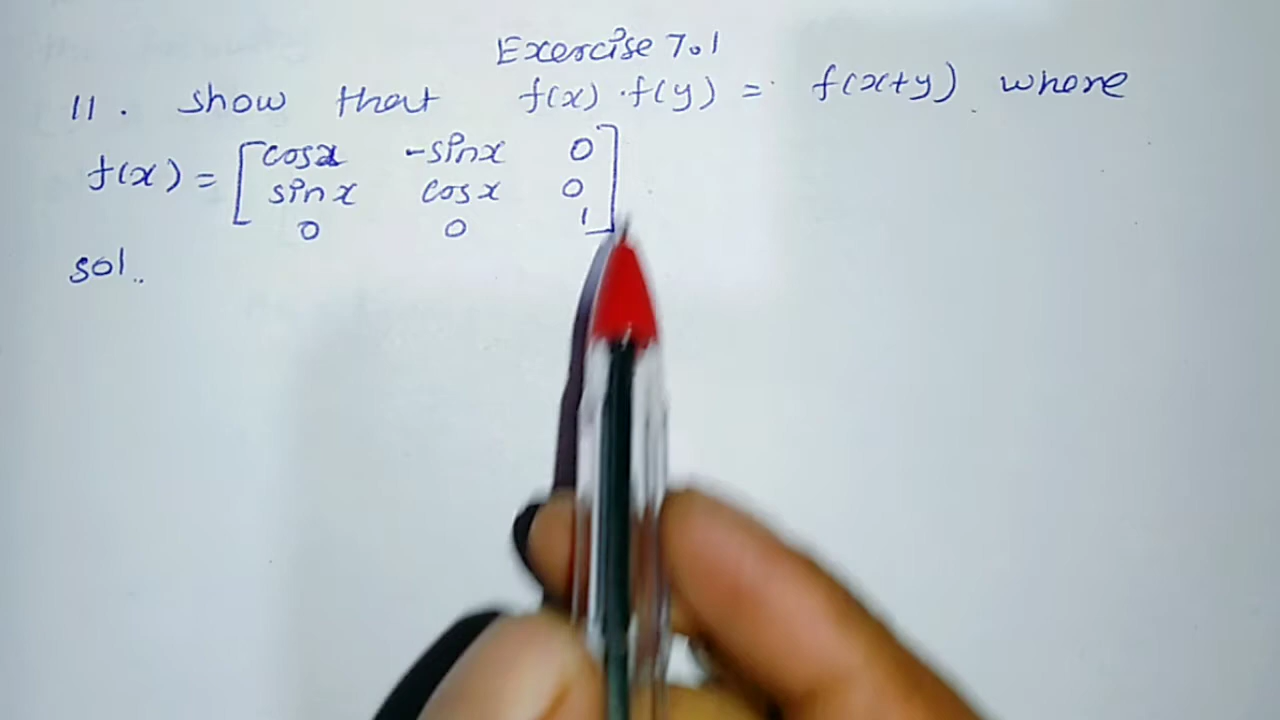 Exercise 7.1
11. show that f(x) . f(y) = f(x+y) where
f(x) = [cosx -sinx 0
sinx cosx 0
0 0 1]
sol..